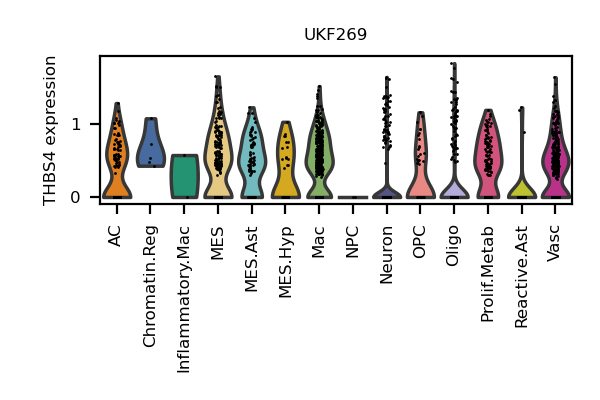 UKF269
THBS4 expression
1
0
AC
Chromatin.Reg
Inflammatory.Mac
MES
MES.Ast
MES.Hyp
Mac
NPC
Neuron
OPC
Oligo
Prolif.Metab
Reactive.Ast
Vasc